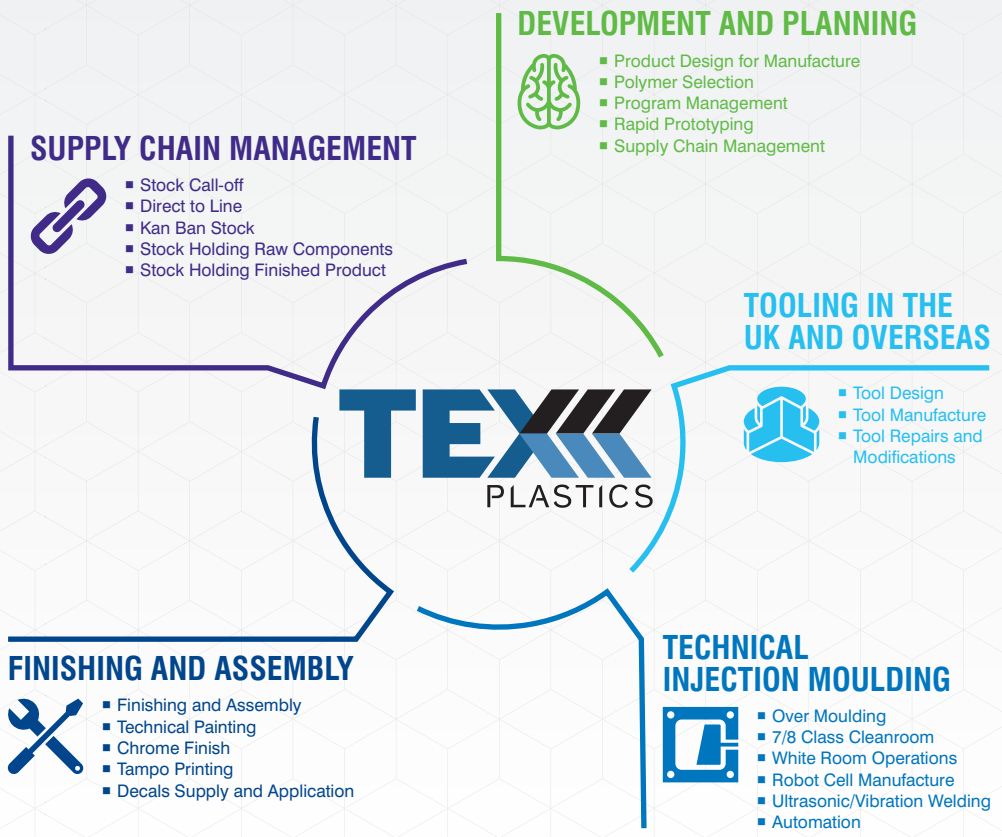 DEVELOPMENT AND PLANNING
▪ Product Design for Manufacture
▪ Polymer Selection
▪ Program Management
▪ Rapid Prototyping
▪ Supply Chain Management
SUPPLY CHAIN MANAGEMENT
▪ Stock Call-off
▪ Direct to Line
▪ Kan Ban Stock
▪ Stock Holding Raw Components
▪ Stock Holding Finished Product
TOOLING IN THE
UK AND OVERSEAS
▪ Tool Design
▪ Tool Manufacture
▪ Tool Repairs and
Modifications
TEX
PLASTICS
FINISHING AND ASSEMBLY
▪ Finishing and Assembly
▪ Technical Painting
▪ Chrome Finish
▪ Tampo Printing
▪ Decals Supply and Application
TECHNICAL
INJECTION MOULDING
▪ Over Moulding
▪ 7/8 Class Cleanroom
▪ White Room Operations
▪ Robot Cell Manufacture
▪ Ultrasonic/Vibration Welding
▪ Automation